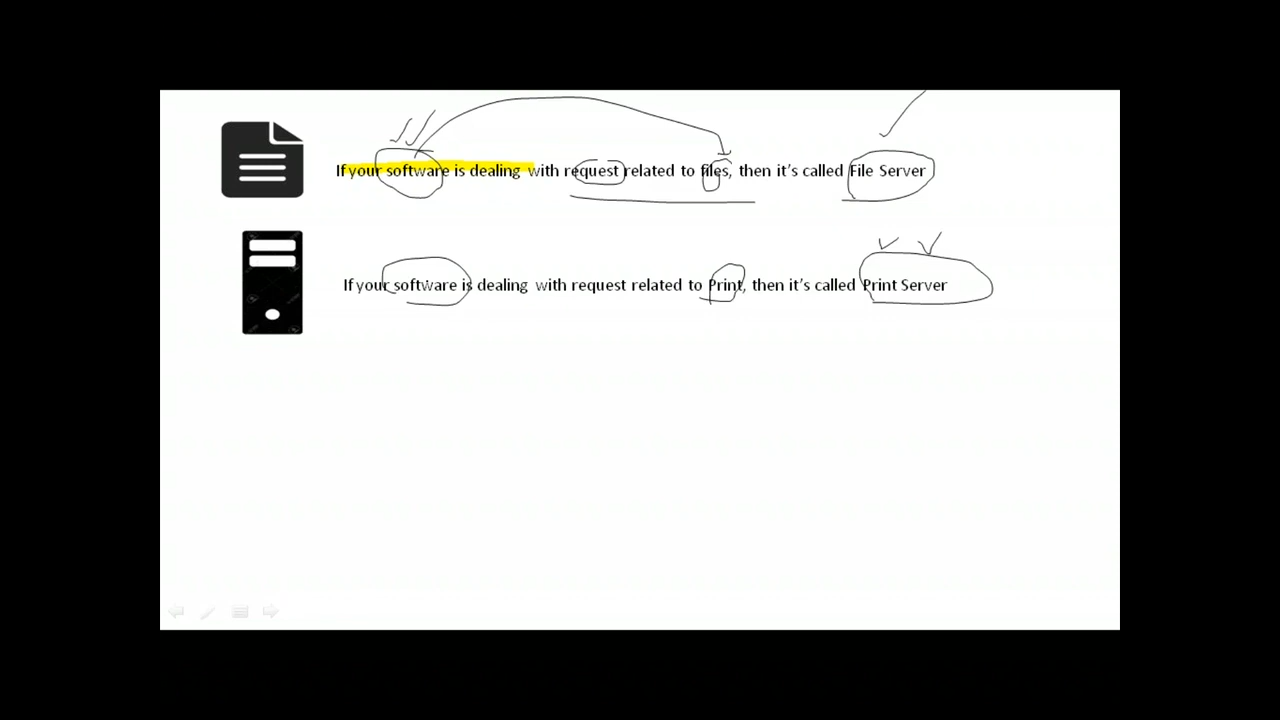 If your software is dealing with request related to files, then it's called File Server
If your software is dealing with request related to Print, then it's called Print Server